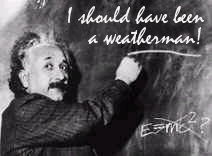 I should have been
a weatherman!
E=mc²?